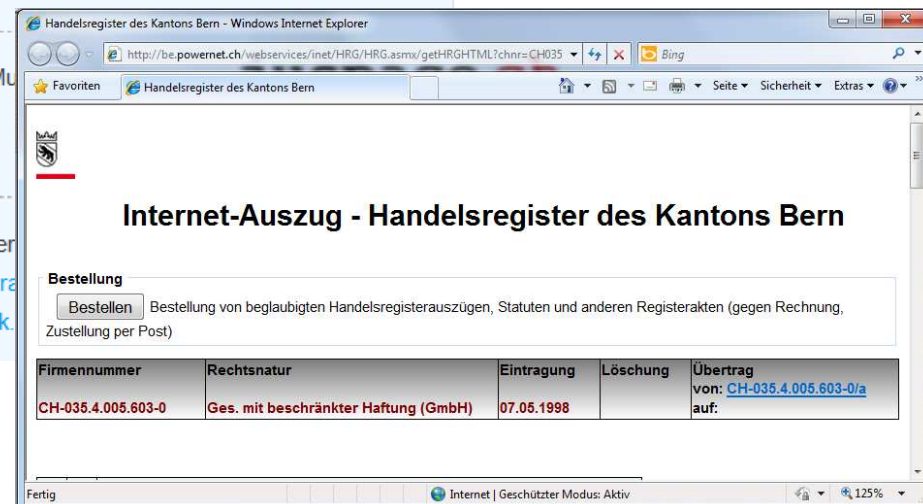 Handelsregister des Kantons Bern - Windows Internet Explorer
http://be.powernet.ch/webservices/inet/HRG/HRG.asmx/getHRGHTML?chnr=CH035
Bing
Favoriten
Handelsregister des Kantons Bern
Seite
Sicherheit
Extras
Internet-Auszug - Handelsregister des Kantons Bern
Bestellung
Bestellen Bestellung von beglaubigten Handelsregisterauszügen, Statuten und anderen Registerakten (gegen Rechnung,
Zustellung per Post)
Firmennummer Rechtsnatur Eintragung Löschung Übertrag
von: CH-035.4.005.603-0/a
CH-035.4.005.603-0 Ges. mit beschränkter Haftung (GmbH) 07.05.1998 auf:
Fertig
Internet | Geschützter Modus: Aktiv
125%